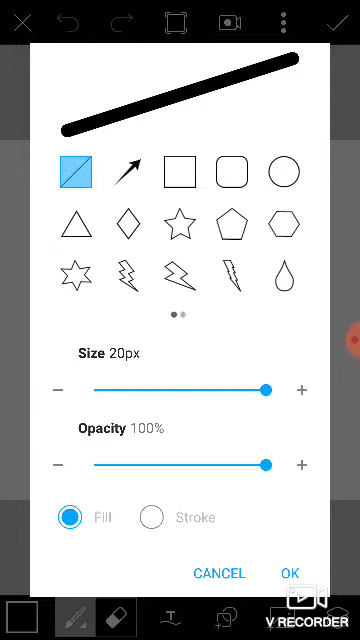 Size 20px
Opacity 100%
Fill
Stroke
CANCEL
OK
V RECORDER